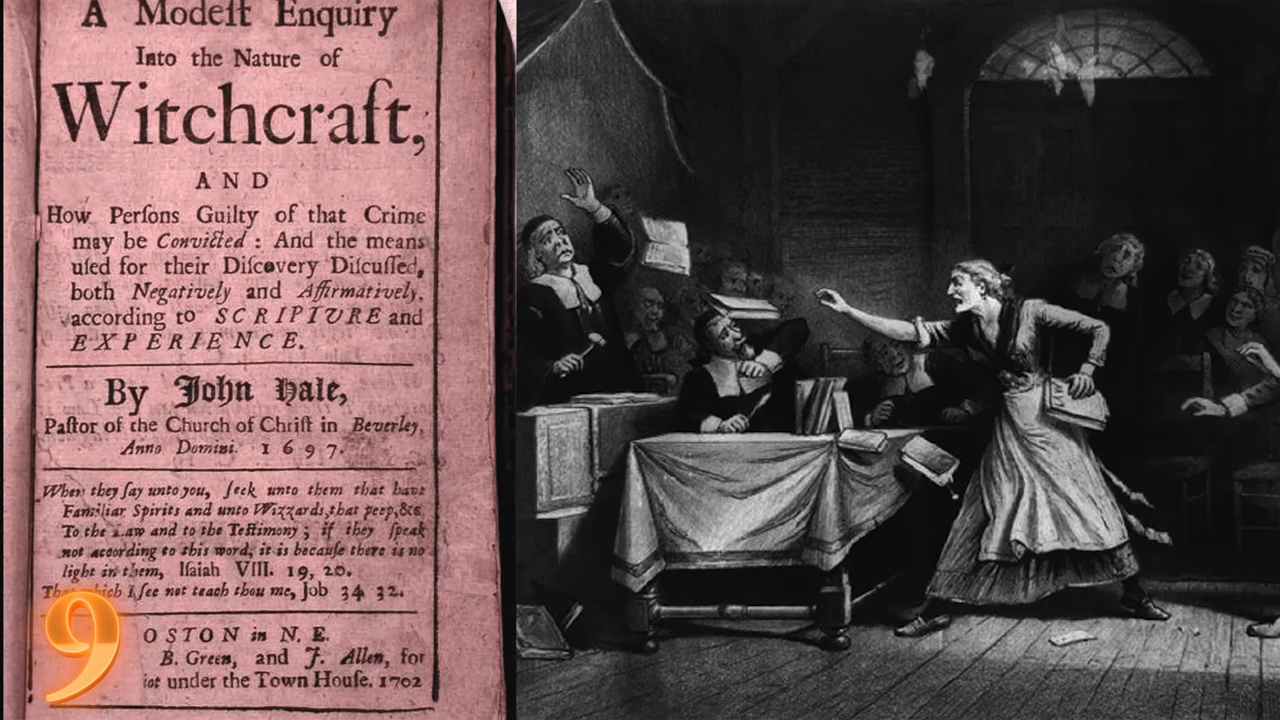 A Modeſt Enquiry
Into the Nature of
Witchcraft,
AND
How Perſons Guilty of that Crime
may be Convicted : And the means
uſed for their Diſcovery Diſcuſſed,
both Negatively and Affirmatively,
according to SCRIPTURE and
EXPERIENCE.
By John Hale,
Paſtor of the Church of Chriſt in Beverley,
Anno Domini. 1697.
When they ſay unto you, ſeek unto them that have
Familiar Spirits and unto Wizzards, that peep, &c
To the Law and to the Teſtimony ; if they ſpeak
not according to this word, it is becauſe there is no
light in them, Iſaiah VIII. 19, 20.
That which I ſee not teach thou me, Job 34 32.
9
OSTON in N. E.
B. Green, and J. Allen, for
under the Town Houſe. 1702